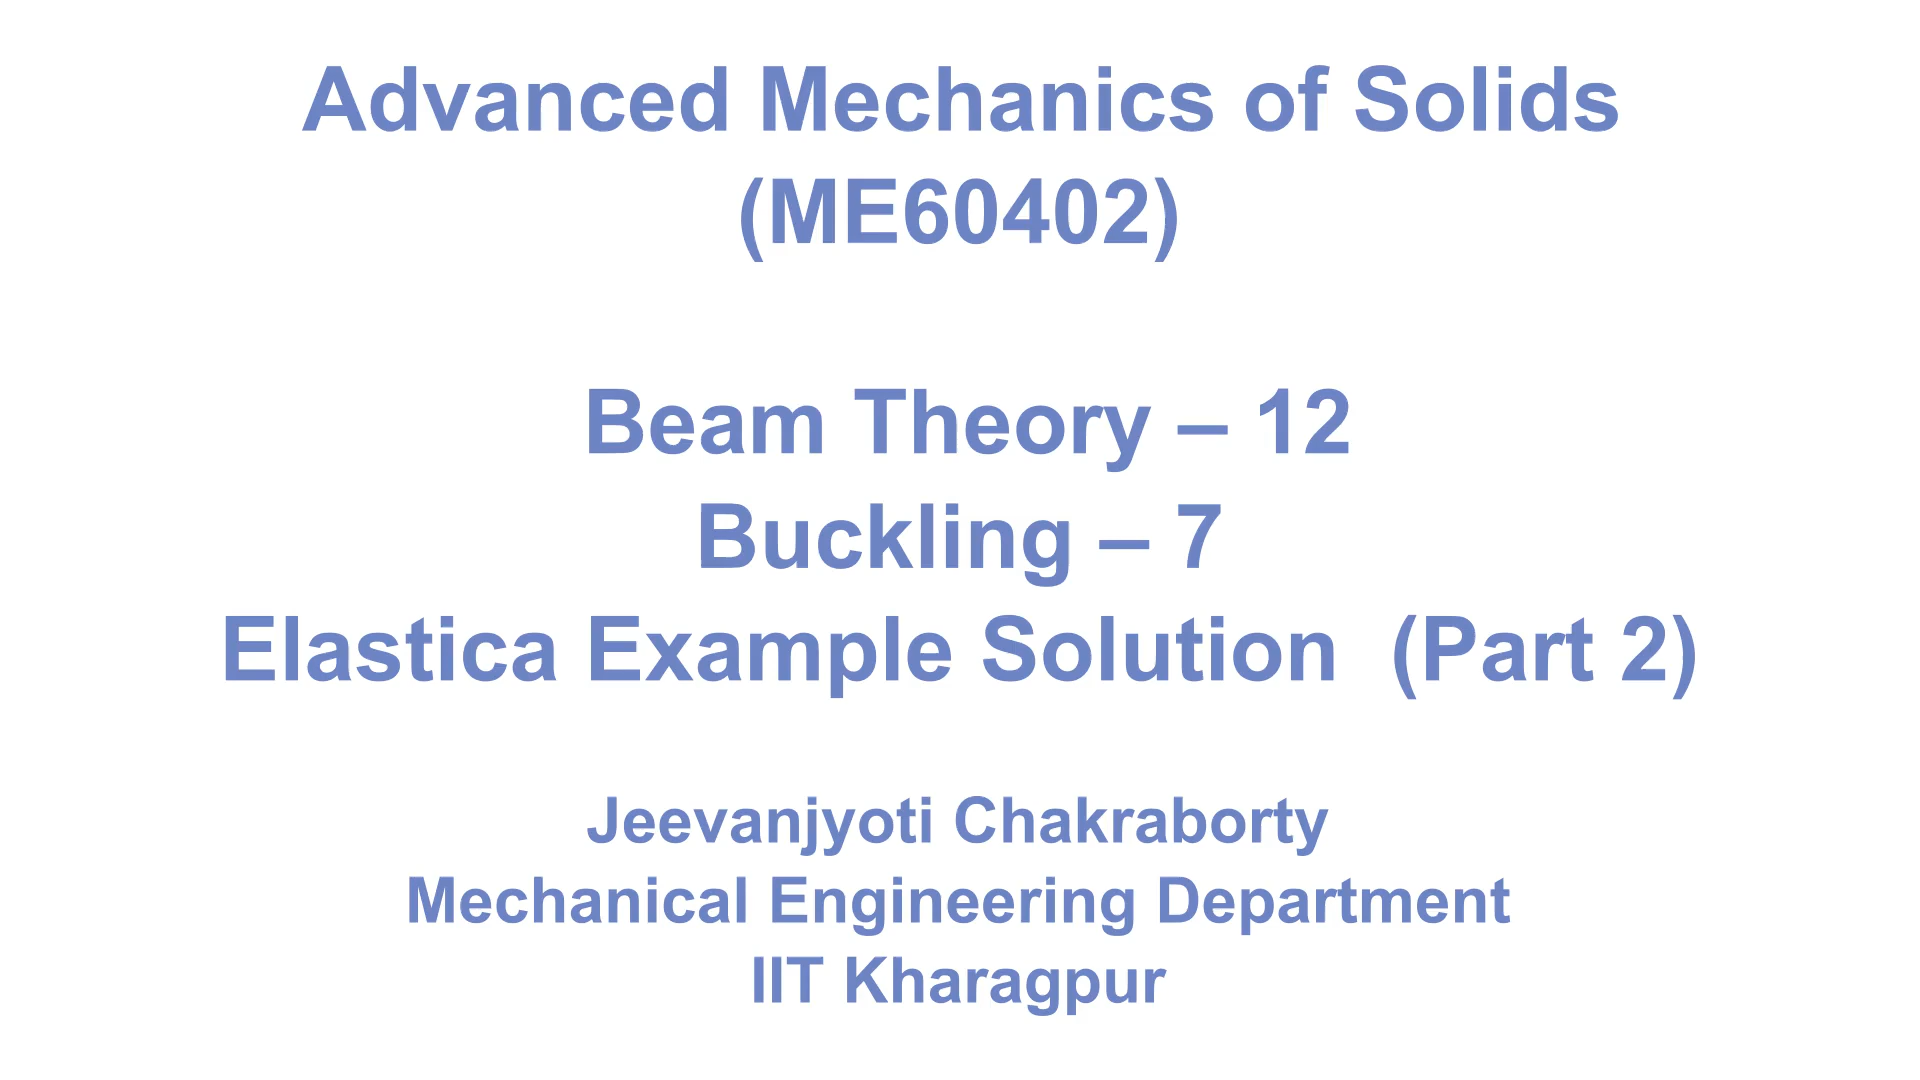 Advanced Mechanics of Solids
(ME60402)
Beam Theory – 12
Buckling – 7
Elastica Example Solution (Part 2)
Jeevanjyoti Chakraborty
Mechanical Engineering Department
IIT Kharagpur